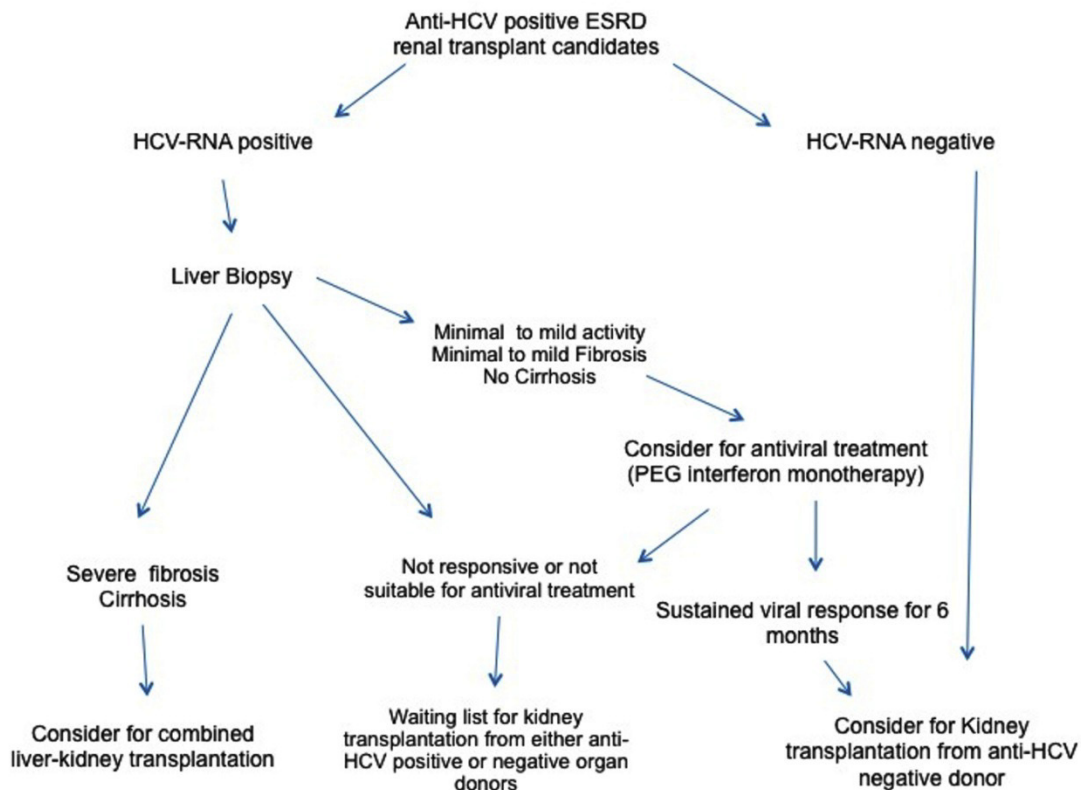 Anti-HCV positive ESRD
renal transplant candidates
HCV-RNA positive
HCV-RNA negative
Liver Biopsy
Minimal to mild activity
Minimal to mild Fibrosis
No Cirrhosis
Consider for antiviral treatment
(PEG interferon monotherapy)
Severe fibrosis
Cirrhosis
Not responsive or not
suitable for antiviral treatment
Sustained viral response for 6
months
Consider for combined
liver-kidney transplantation
Waiting list for kidney
transplantation from either anti-
HCV positive or negative organ
donors
Consider for Kidney
transplantation from anti-HCV
negative donor